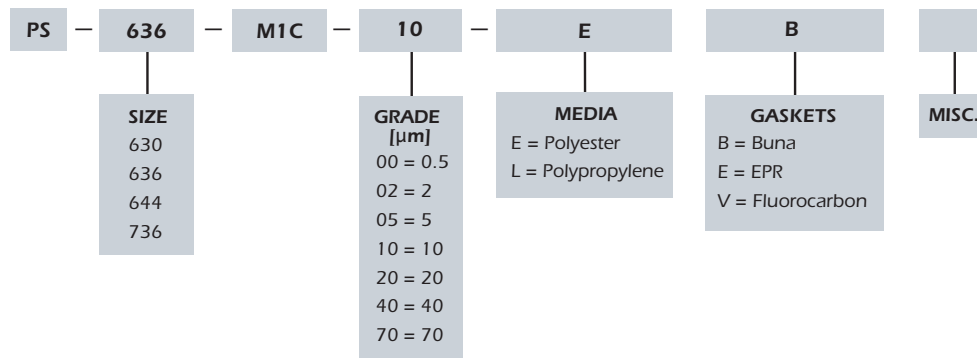 PS — 636 — M1C — 10 — E B
SIZE
630
636
644
736
GRADE
[µm]
00 = 0.5
02 = 2
05 = 5
10 = 10
20 = 20
40 = 40
70 = 70
MEDIA
E = Polyester
L = Polypropylene
GASKETS
B = Buna
E = EPR
V = Fluorocarbon
MISC.